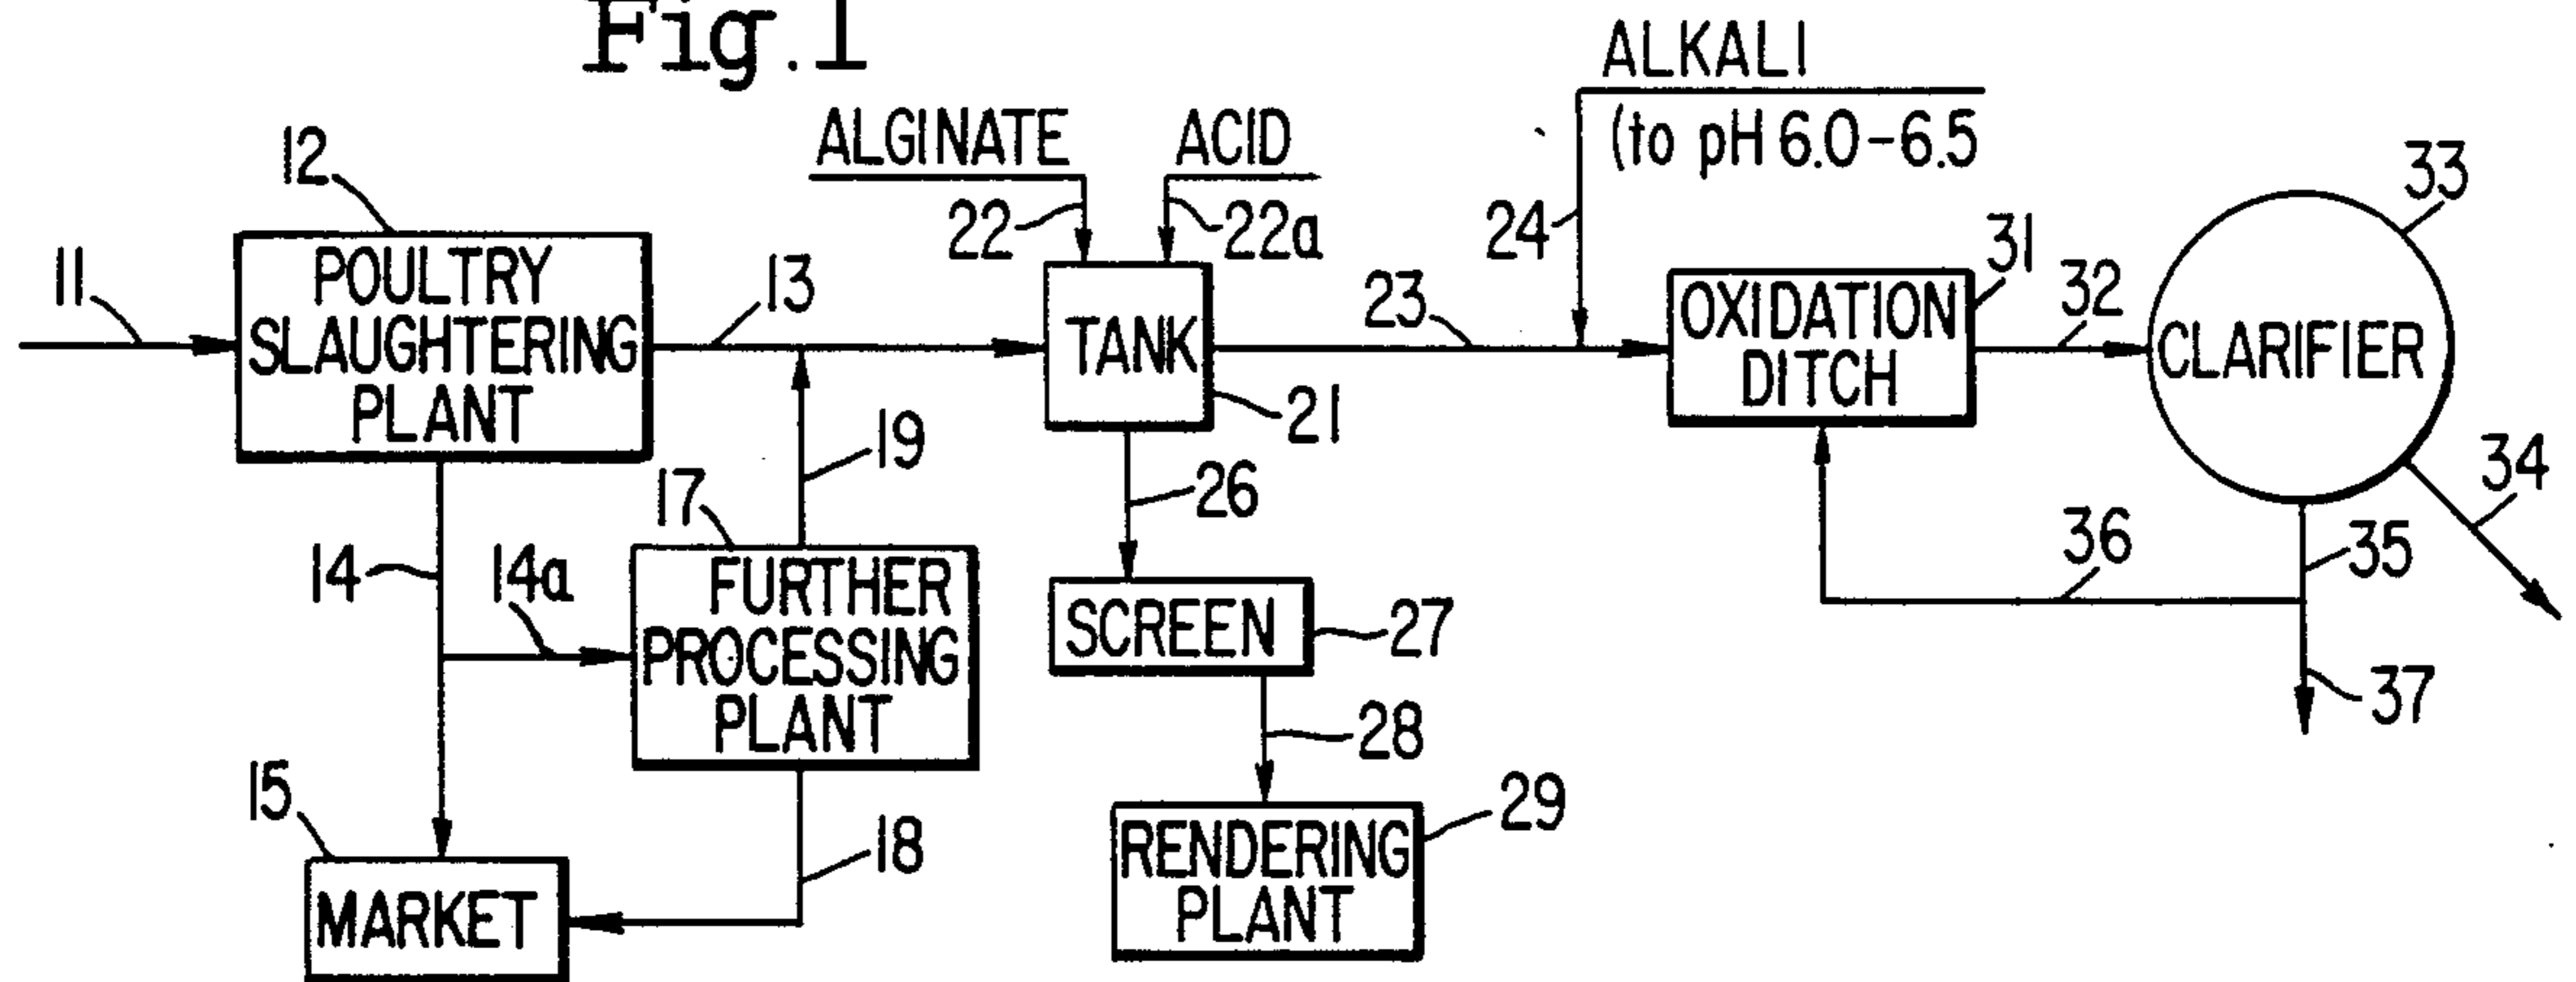 Fig.1
ALKALI
(to pH 6.0-6.5
ALGINATE
ACID
12
22
22a
24
33
11
POULTRY
SLAUGHTERING
PLANT
13
TANK
21
23
OXIDATION
DITCH
31
32
CLARIFIER
34
14
14a
17
19
FURTHER
PROCESSING
PLANT
26
SCREEN
27
36
35
37
15
MARKET
18
28
RENDERING
PLANT
29